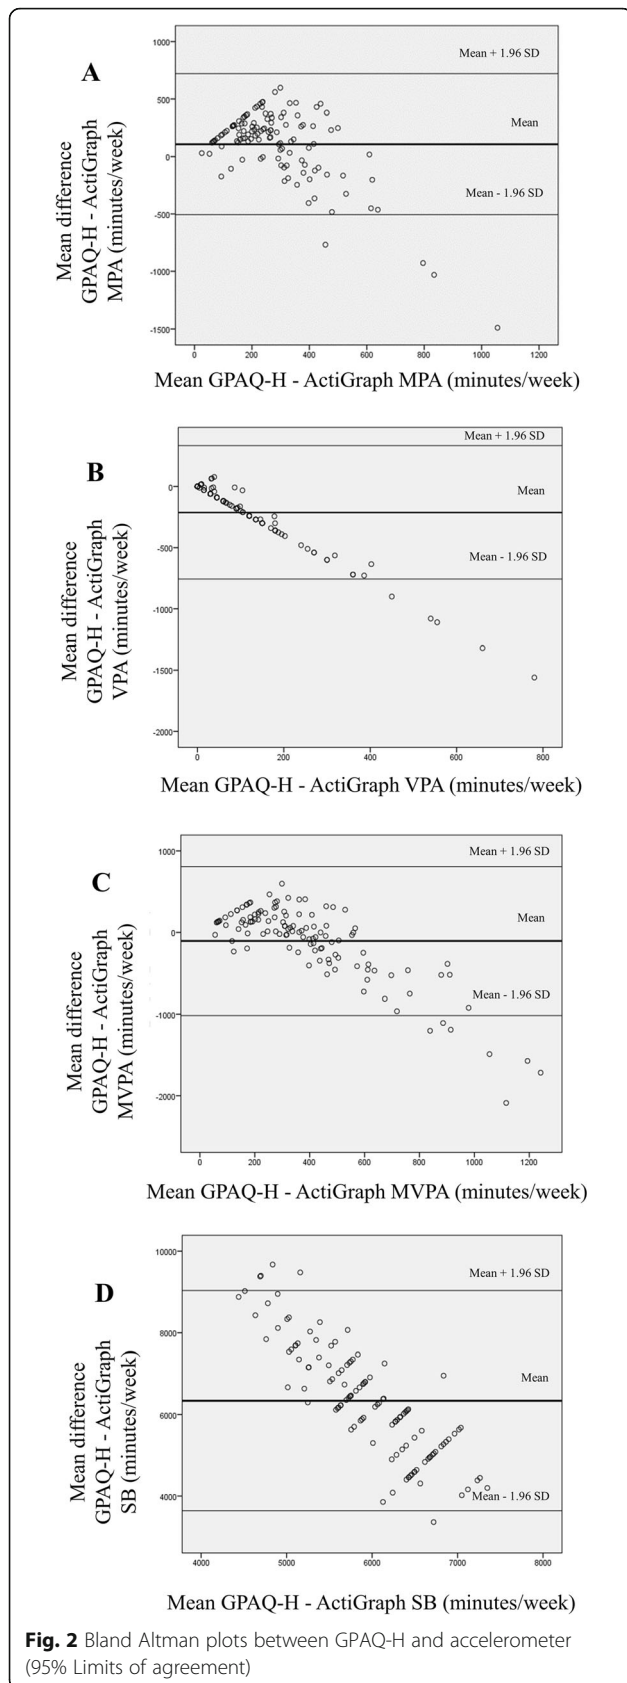 A
Mean difference
GPAQ-H - ActiGraph
MPA (minutes/week)
1000
500
0
-500
-1000
-1500
Mean + 1.96 SD
Mean
Mean - 1.96 SD
0 200 400 600 800 1000 1200
Mean GPAQ-H - ActiGraph MPA (minutes/week)
B
Mean difference
GPAQ-H - ActiGraph
VPA (minutes/week)
0
-500
-1000
-1500
-2000
Mean + 1.96 SD
Mean
Mean - 1.96 SD
0 200 400 600 800
Mean GPAQ-H - ActiGraph VPA (minutes/week)
C
Mean difference
GPAQ-H - ActiGraph
MVPA (minutes/week)
1000
0
-1000
-2000
Mean + 1.96 SD
Mean
Mean - 1.96 SD
0 200 400 600 800 1000 1200
Mean GPAQ-H - ActiGraph MVPA (minutes/week)
D
Mean difference
GPAQ-H - ActiGraph
SB (minutes/week)
10000
8000
6000
4000
Mean + 1.96 SD
Mean
Mean - 1.96 SD
4000 5000 6000 7000 8000
Mean GPAQ-H - ActiGraph SB (minutes/week)
Fig. 2 Bland Altman plots between GPAQ-H and accelerometer
(95% Limits of agreement)